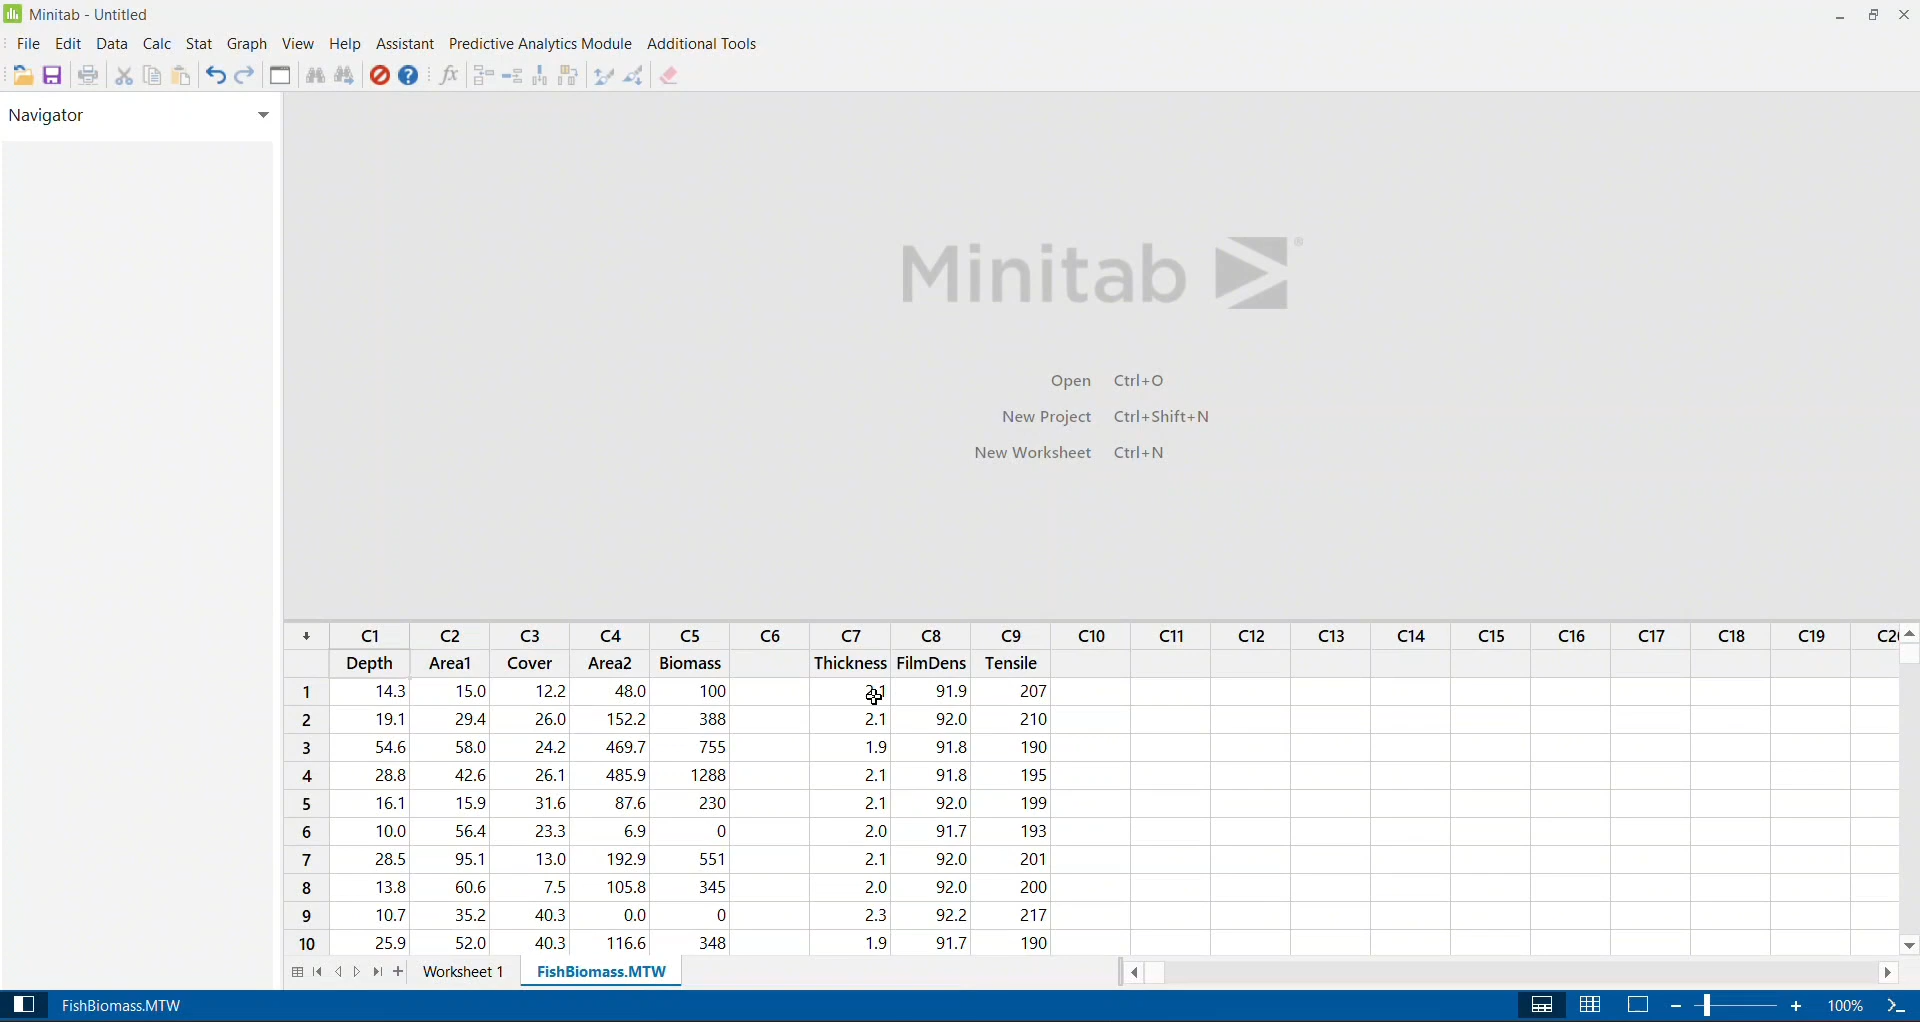 Minitab - Untitled
File Edit Data Calc Stat Graph View Help Assistant Predictive Analytics Module Additional Tools
Navigator
Minitab
Open Ctrl+O
New Project Ctrl+Shift+N
New Worksheet Ctrl+N
C1 C2 C3 C4 C5 C6 C7 C8 C9 C10 C11 C12 C13 C14 C15 C16 C17 C18 C19
Depth Area1 Cover Area2 Biomass Thickness FilmDens Tensile
1 14.3 15.0 12.2 48.0 100 91.9 207
2 19.1 29.4 26.0 152.2 388 2.1 92.0 210
3 54.6 58.0 24.2 469.7 755 1.9 91.8 190
4 28.8 42.6 26.1 485.9 1288 2.1 91.8 195
5 16.1 15.9 31.6 87.6 230 2.1 92.0 199
6 10.0 56.4 23.3 6.9 0 2.0 91.7 193
7 28.5 95.1 13.0 192.9 551 2.1 92.0 201
8 13.8 60.6 7.5 105.8 345 2.0 92.0 200
9 10.7 35.2 40.3 0.0 0 2.3 92.2 217
10 25.9 52.0 40.3 116.6 348 1.9 91.7 190
Worksheet 1 FishBiomass.MTW
FishBiomass.MTW 100%